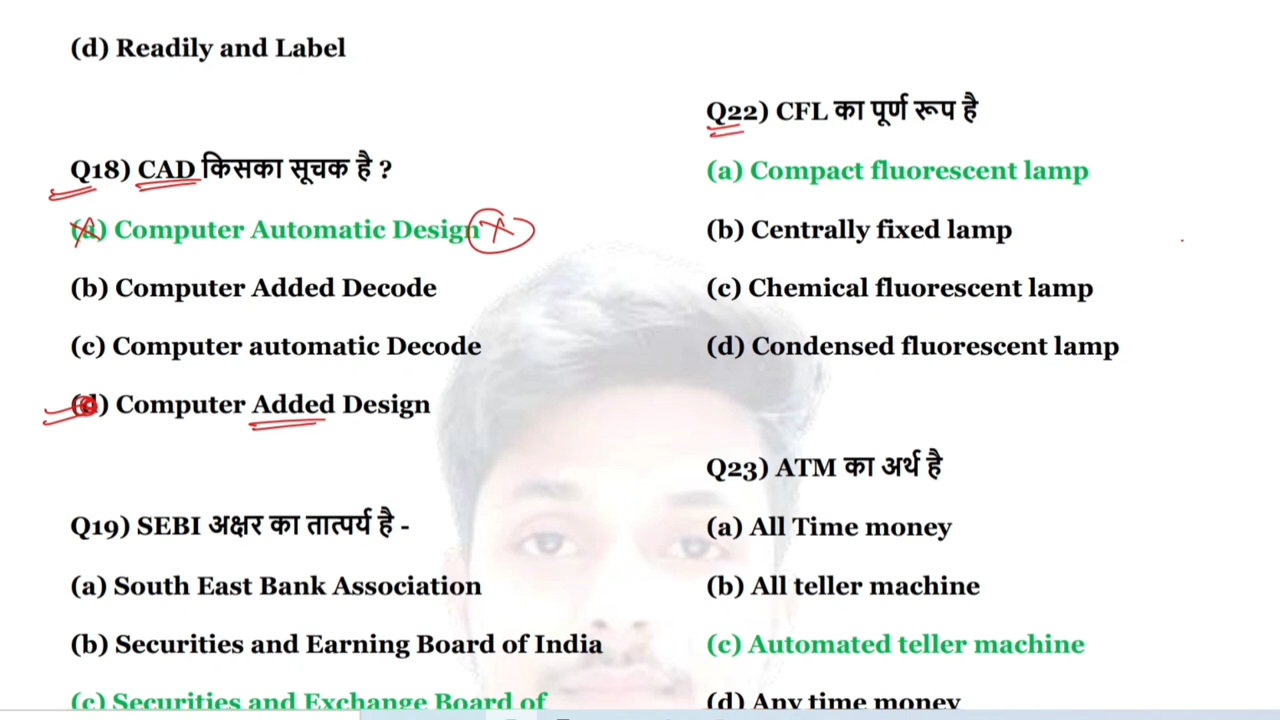 (d) Readily and Label
Q18) CAD किसका सूचक है ?
(a) Computer Automatic Design
(b) Computer Added Decode
(c) Computer automatic Decode
(d) Computer Added Design
Q19) SEBI अक्षर का तात्पर्य है -
(a) South East Bank Association
(b) Securities and Earning Board of India
(c) Securities and Exchange Board of
Q22) CFL का पूर्ण रूप है
(a) Compact fluorescent lamp
(b) Centrally fixed lamp
(c) Chemical fluorescent lamp
(d) Condensed fluorescent lamp
Q23) ATM का अर्थ है
(a) All Time money
(b) All teller machine
(c) Automated teller machine
(d) Any time money